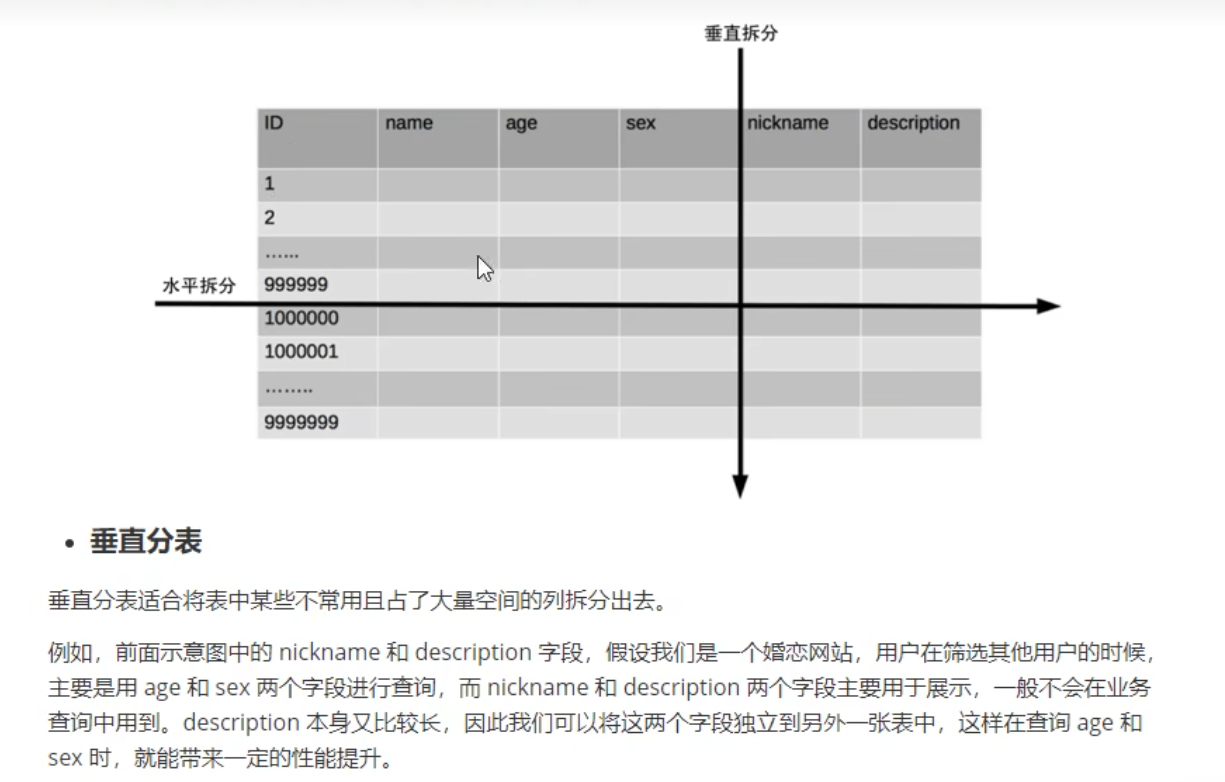 垂直拆分
ID name age sex nickname description
1
2
……
水平拆分 999999
1000000
1000001
........
9999999
• 垂直分表
垂直分表适合将表中某些不常用且占了大量空间的列拆分出去。
例如，前面示意图中的 nickname 和 description 字段，假设我们是一个婚恋网站，用户在筛选其他用户的时候，
主要是用 age 和 sex 两个字段进行查询，而 nickname 和 description 两个字段主要用于展示，一般不会在业务
查询中用到。description 本身又比较长，因此我们可以将这两个字段独立到另外一张表中，这样在查询 age 和
sex 时，就能带来一定的性能提升。